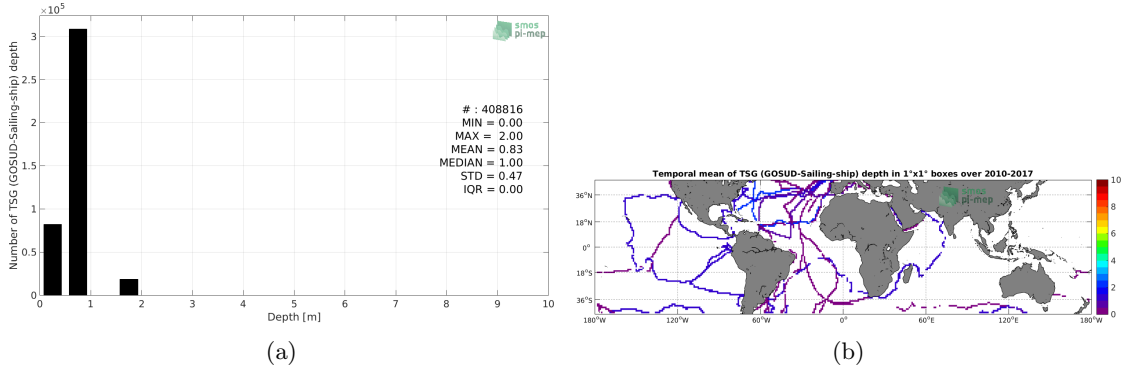 ×10^5
3
2.5
2
1.5
1
0.5
0
Number of TSG (GOSUD-Sailing-ship) depth
0 1 2 3 4 5 6 7 8 9 10
Depth [m]
smos
pi-mep
# : 408816
MIN = 0.00
MAX = 2.00
MEAN = 0.83
MEDIAN = 1.00
STD = 0.47
IQR = 0.00
(a)
Temporal mean of TSG (GOSUD-Sailing-ship) depth in 1°x1° boxes over 2010-2017
smos
pi-mep
36°N
18°N
0°
18°S
36°S
180°W 120°W 60°W 0° 60°E 120°E 180°W
10
8
6
4
2
0
(b)